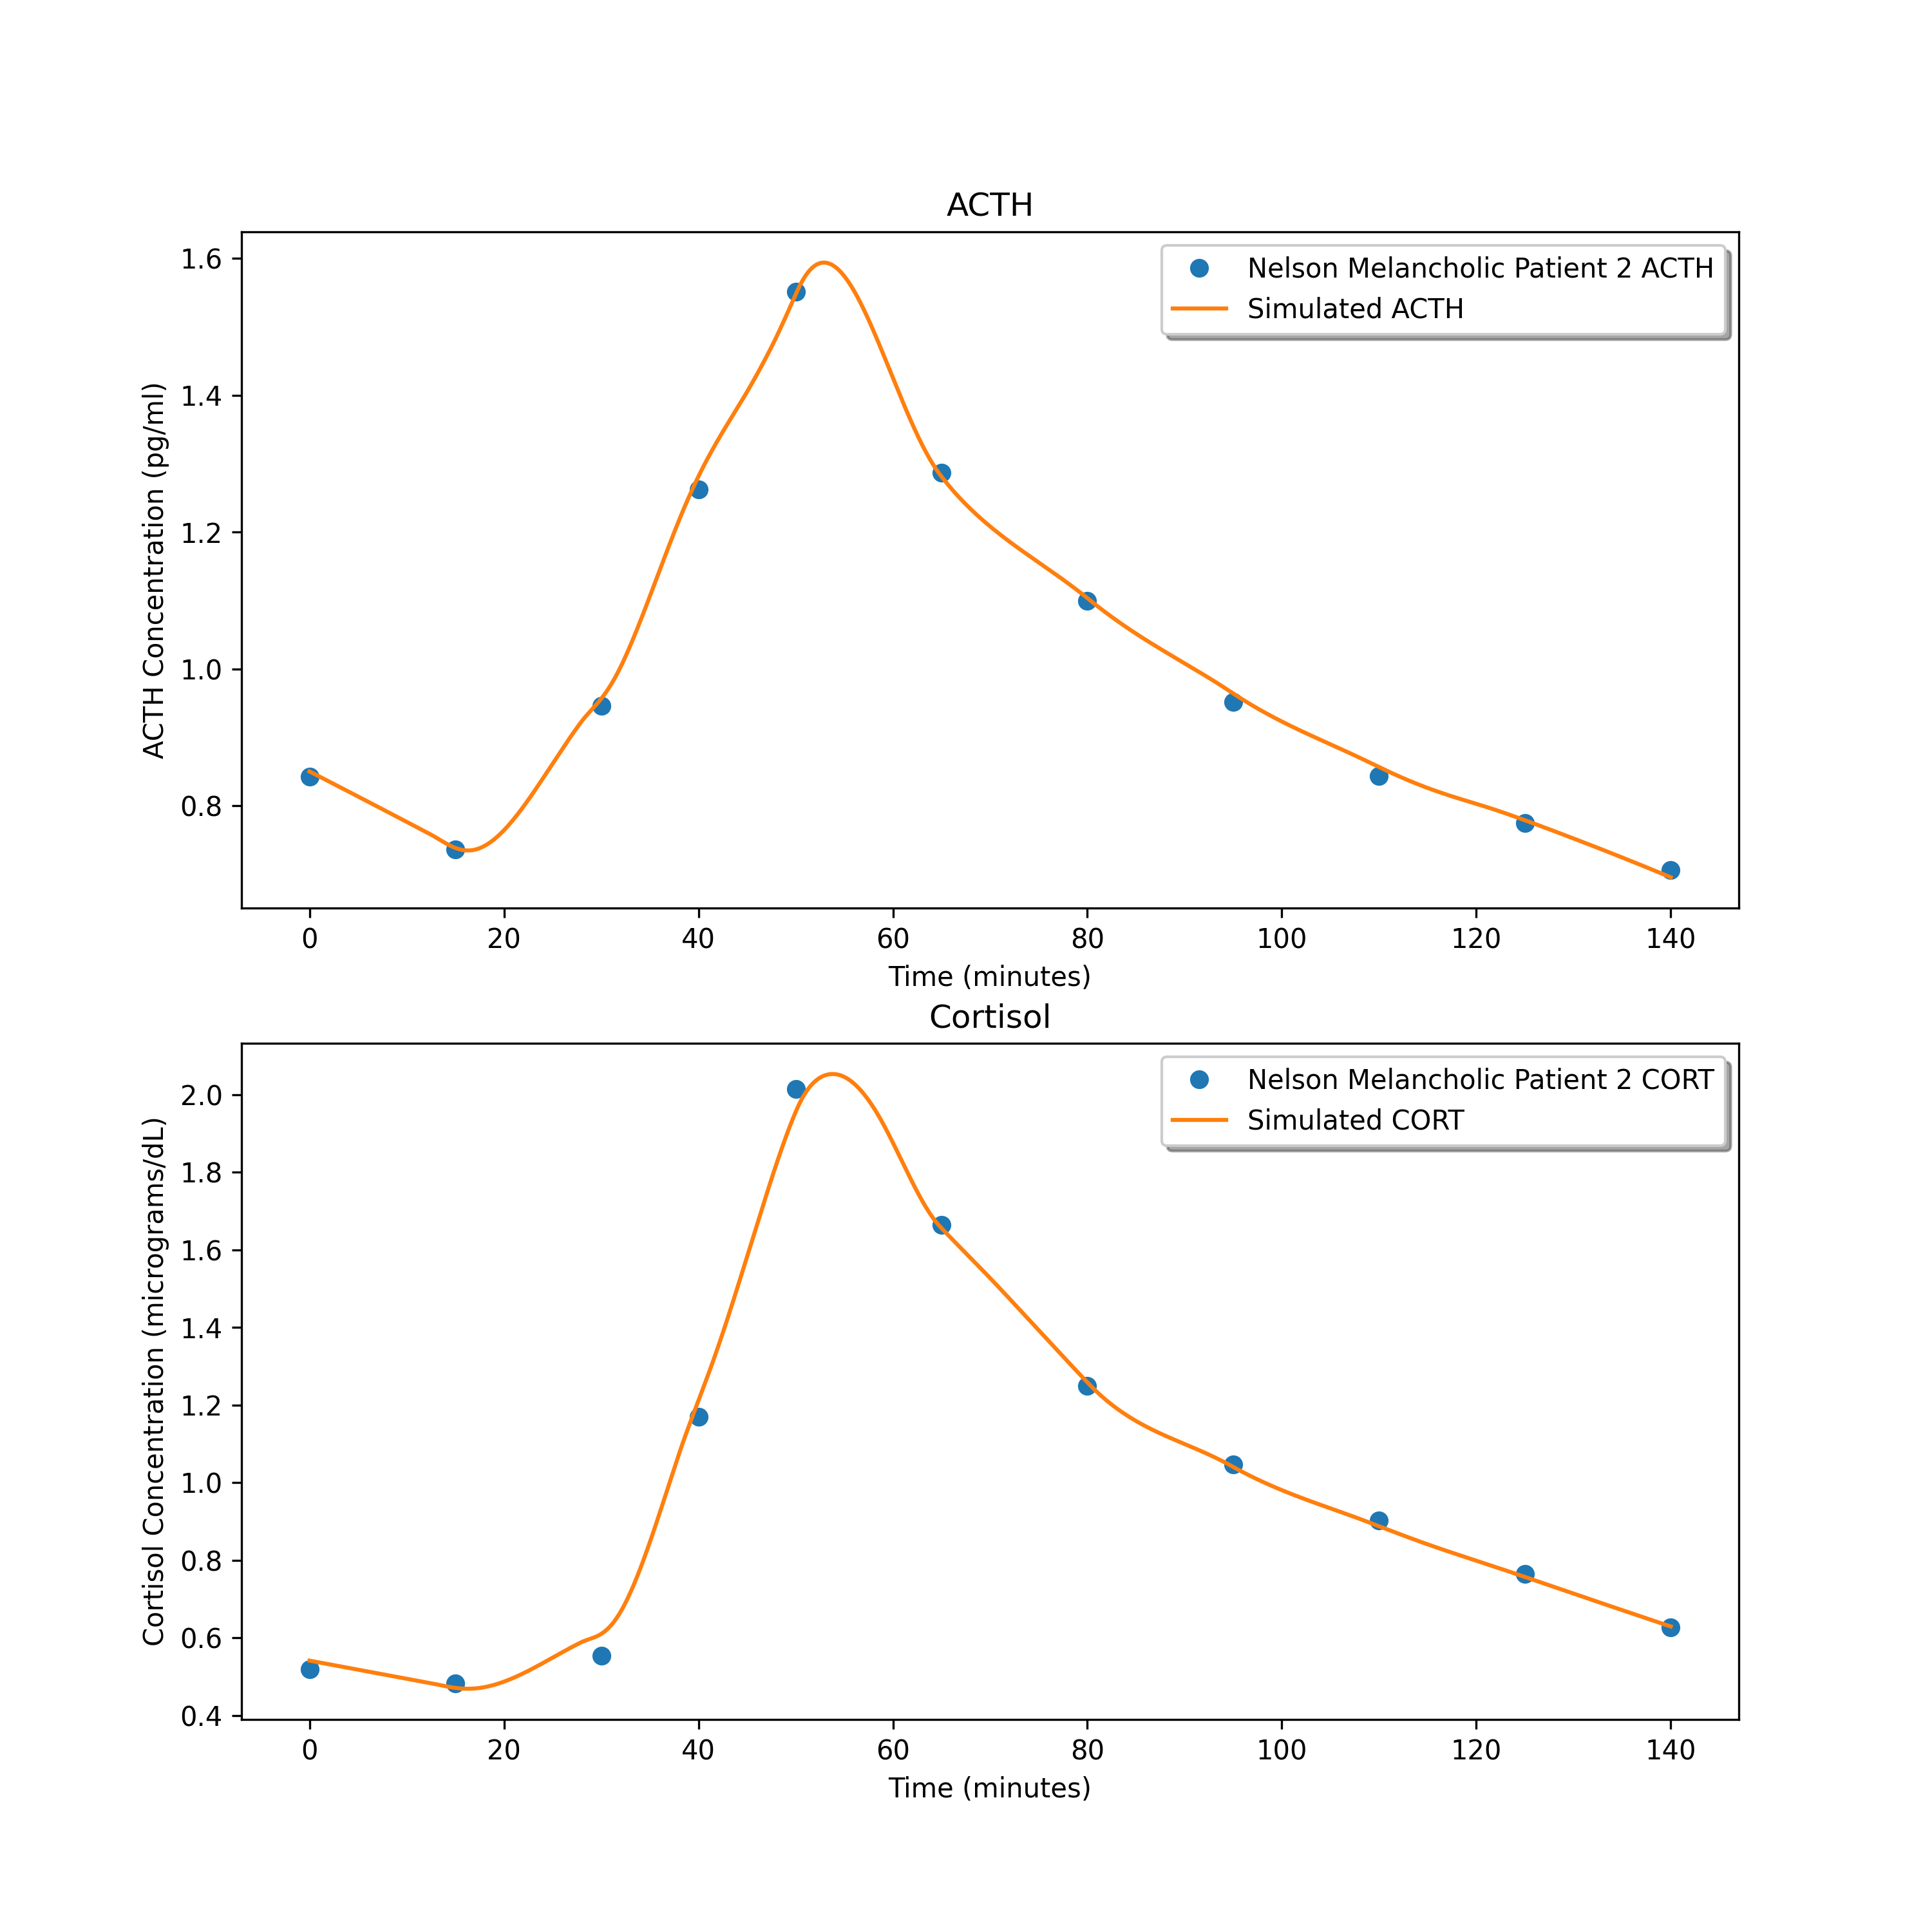 ACTH
Nelson Melancholic Patient 2 ACTH
Simulated ACTH
ACTH Concentration (pg/ml)
1.6
1.4
1.2
1.0
0.8
0 20 40 60 80 100 120 140
Time (minutes)
Cortisol
Nelson Melancholic Patient 2 CORT
Simulated CORT
Cortisol Concentration (micrograms/dL)
2.0
1.8
1.6
1.4
1.2
1.0
0.8
0.6
0.4
0 20 40 60 80 100 120 140
Time (minutes)